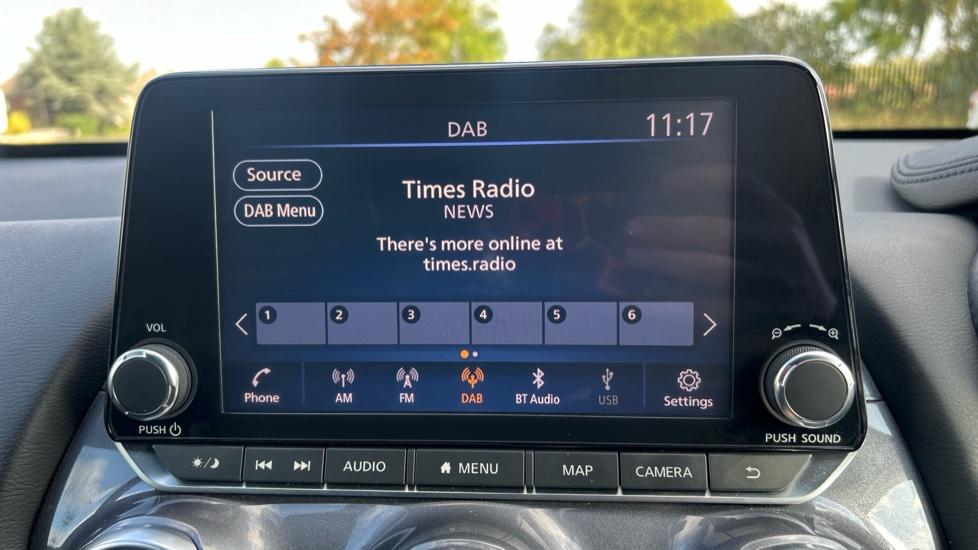 DAB
11:17
Source
Times Radio
NEWS
DAB Menu
There's more online at
times.radio
1 2 3 4 5 6
Phone AM FM DAB BT Audio USB Settings
VOL
PUSH
PUSH SOUND
AUDIO MENU MAP CAMERA